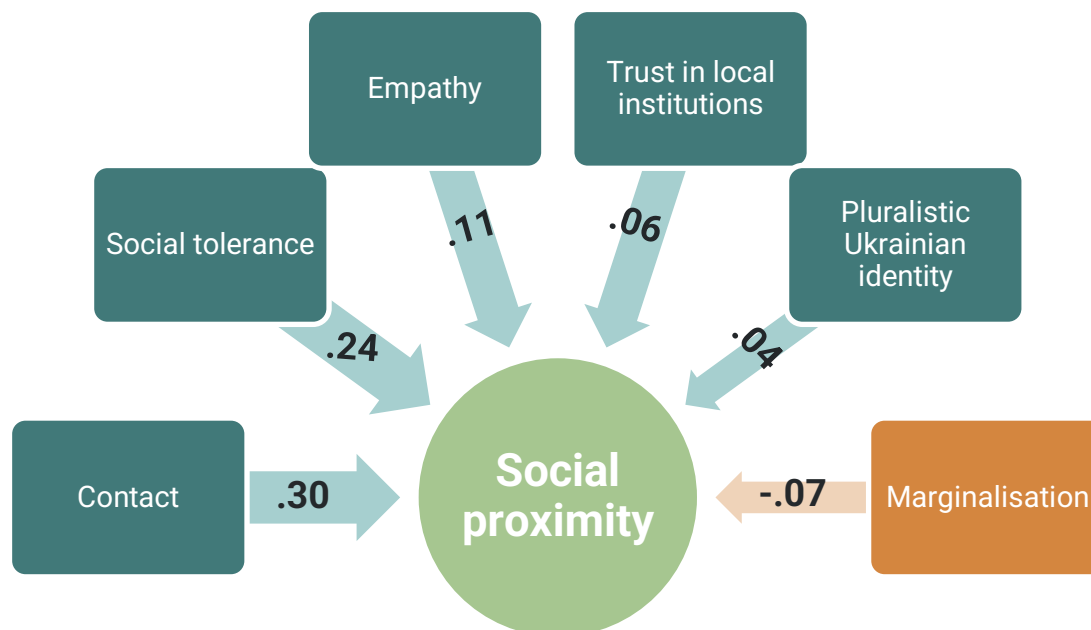 Empathy
Trust in local
institutions
Social tolerance
Pluralistic
Ukrainian
identity
.11
.06
.24
.04
Contact
.30
Social
proximity
-.07
Marginalisation